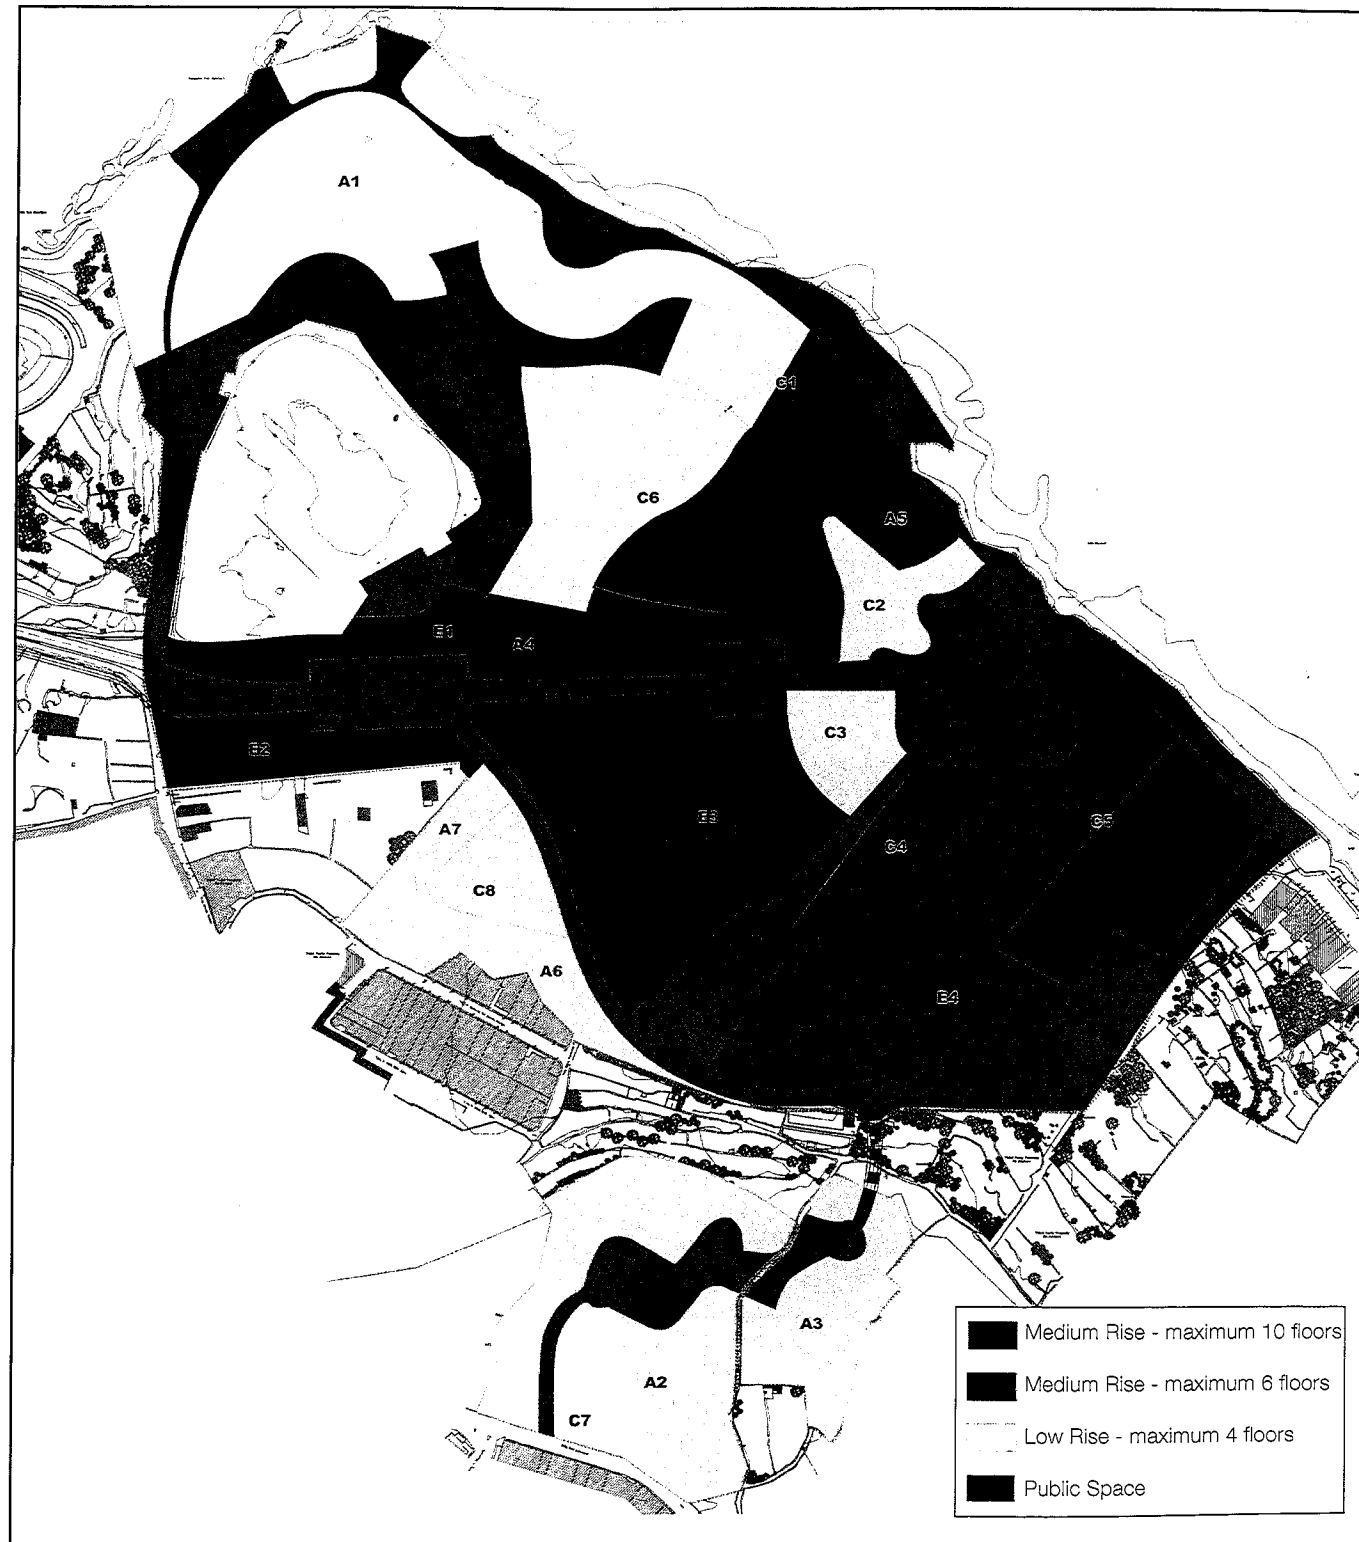 A1
C1
C6
A5
C2
E1
A4
C3
E2
E3
A7
C4
C5
C8
A6
E4
A3
A2
C7
Medium Rise - maximum 10 floors
Medium Rise - maximum 6 floors
Low Rise - maximum 4 floors
Public Space